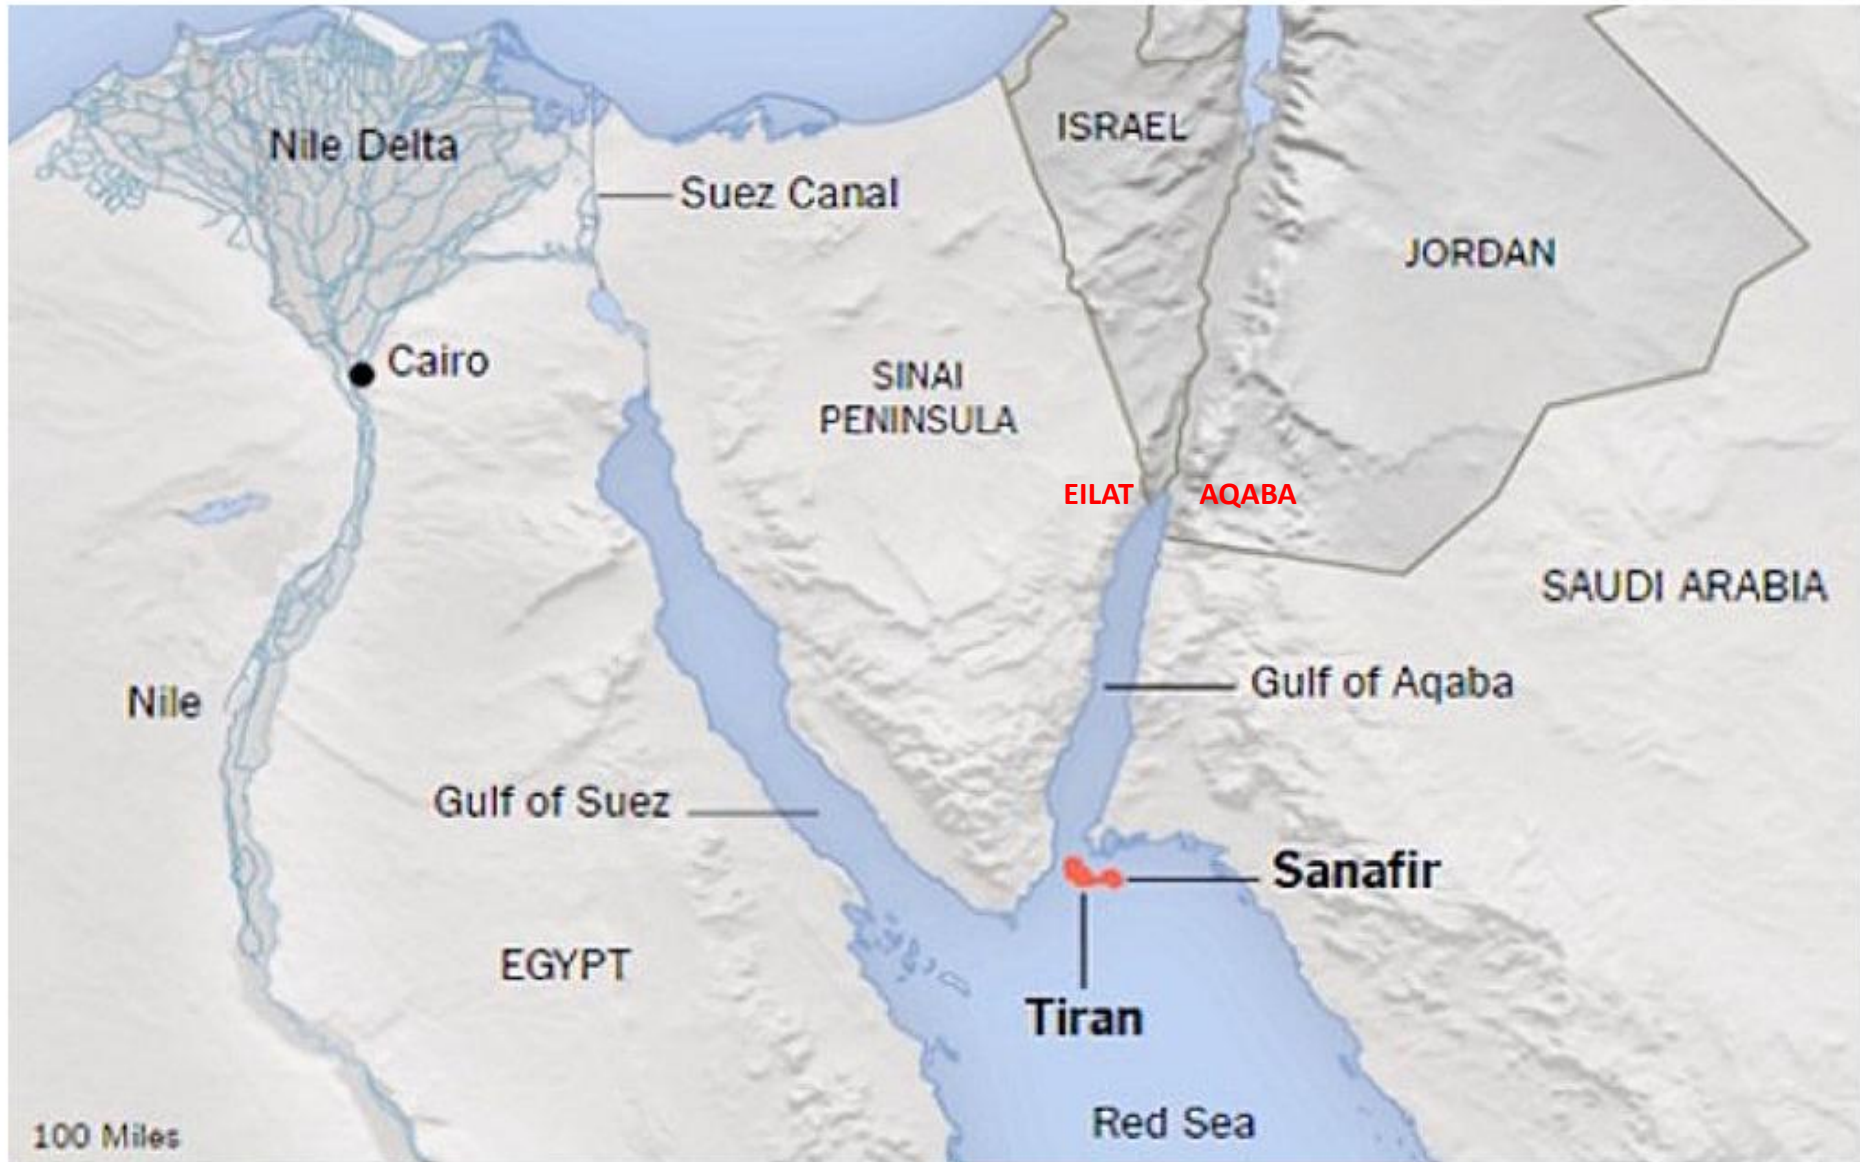 ISRAEL
Nile Delta
Suez Canal
JORDAN
Cairo
SINAI
PENINSULA
EILAT
AQABA
SAUDI ARABIA
Gulf of Aqaba
Nile
Gulf of Suez
Sanafir
EGYPT
Tiran
Red Sea
100 Miles